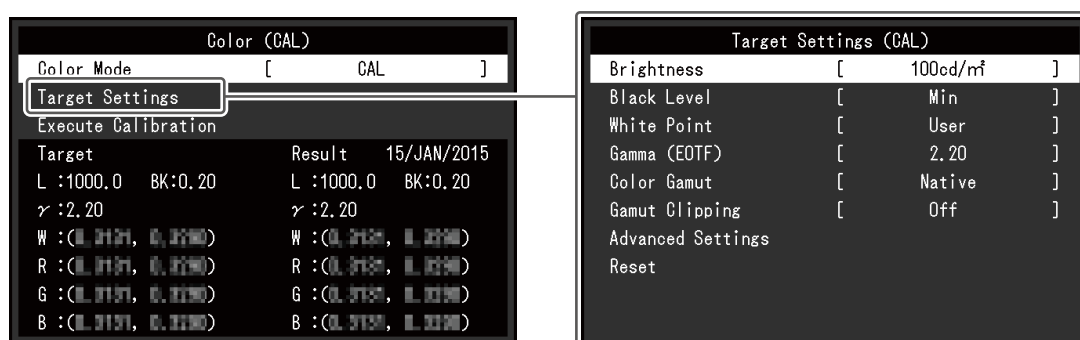 Color (CAL)
Color Mode [ CAL ]
Target Settings
Execute Calibration
Target Result 15/JAN/2015
L :1000.0 BK:0.20 L :1000.0 BK:0.20
γ :2.20 γ :2.20
W :( , ) W :( , )
R :( , ) R :( , )
G :( , ) G :( , )
B :( , ) B :( , )
Target Settings (CAL)
Brightness [ 100cd/㎡ ]
Black Level [ Min ]
White Point [ User ]
Gamma (EOTF) [ 2.20 ]
Color Gamut [ Native ]
Gamut Clipping [ Off ]
Advanced Settings
Reset